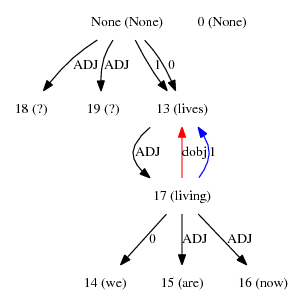 None (None) 0 (None)
ADJ ADJ 1 0
18 (?) 19 (?) 13 (lives)
ADJ dobj 1
17 (living)
0 ADJ ADJ
14 (we) 15 (are) 16 (now)